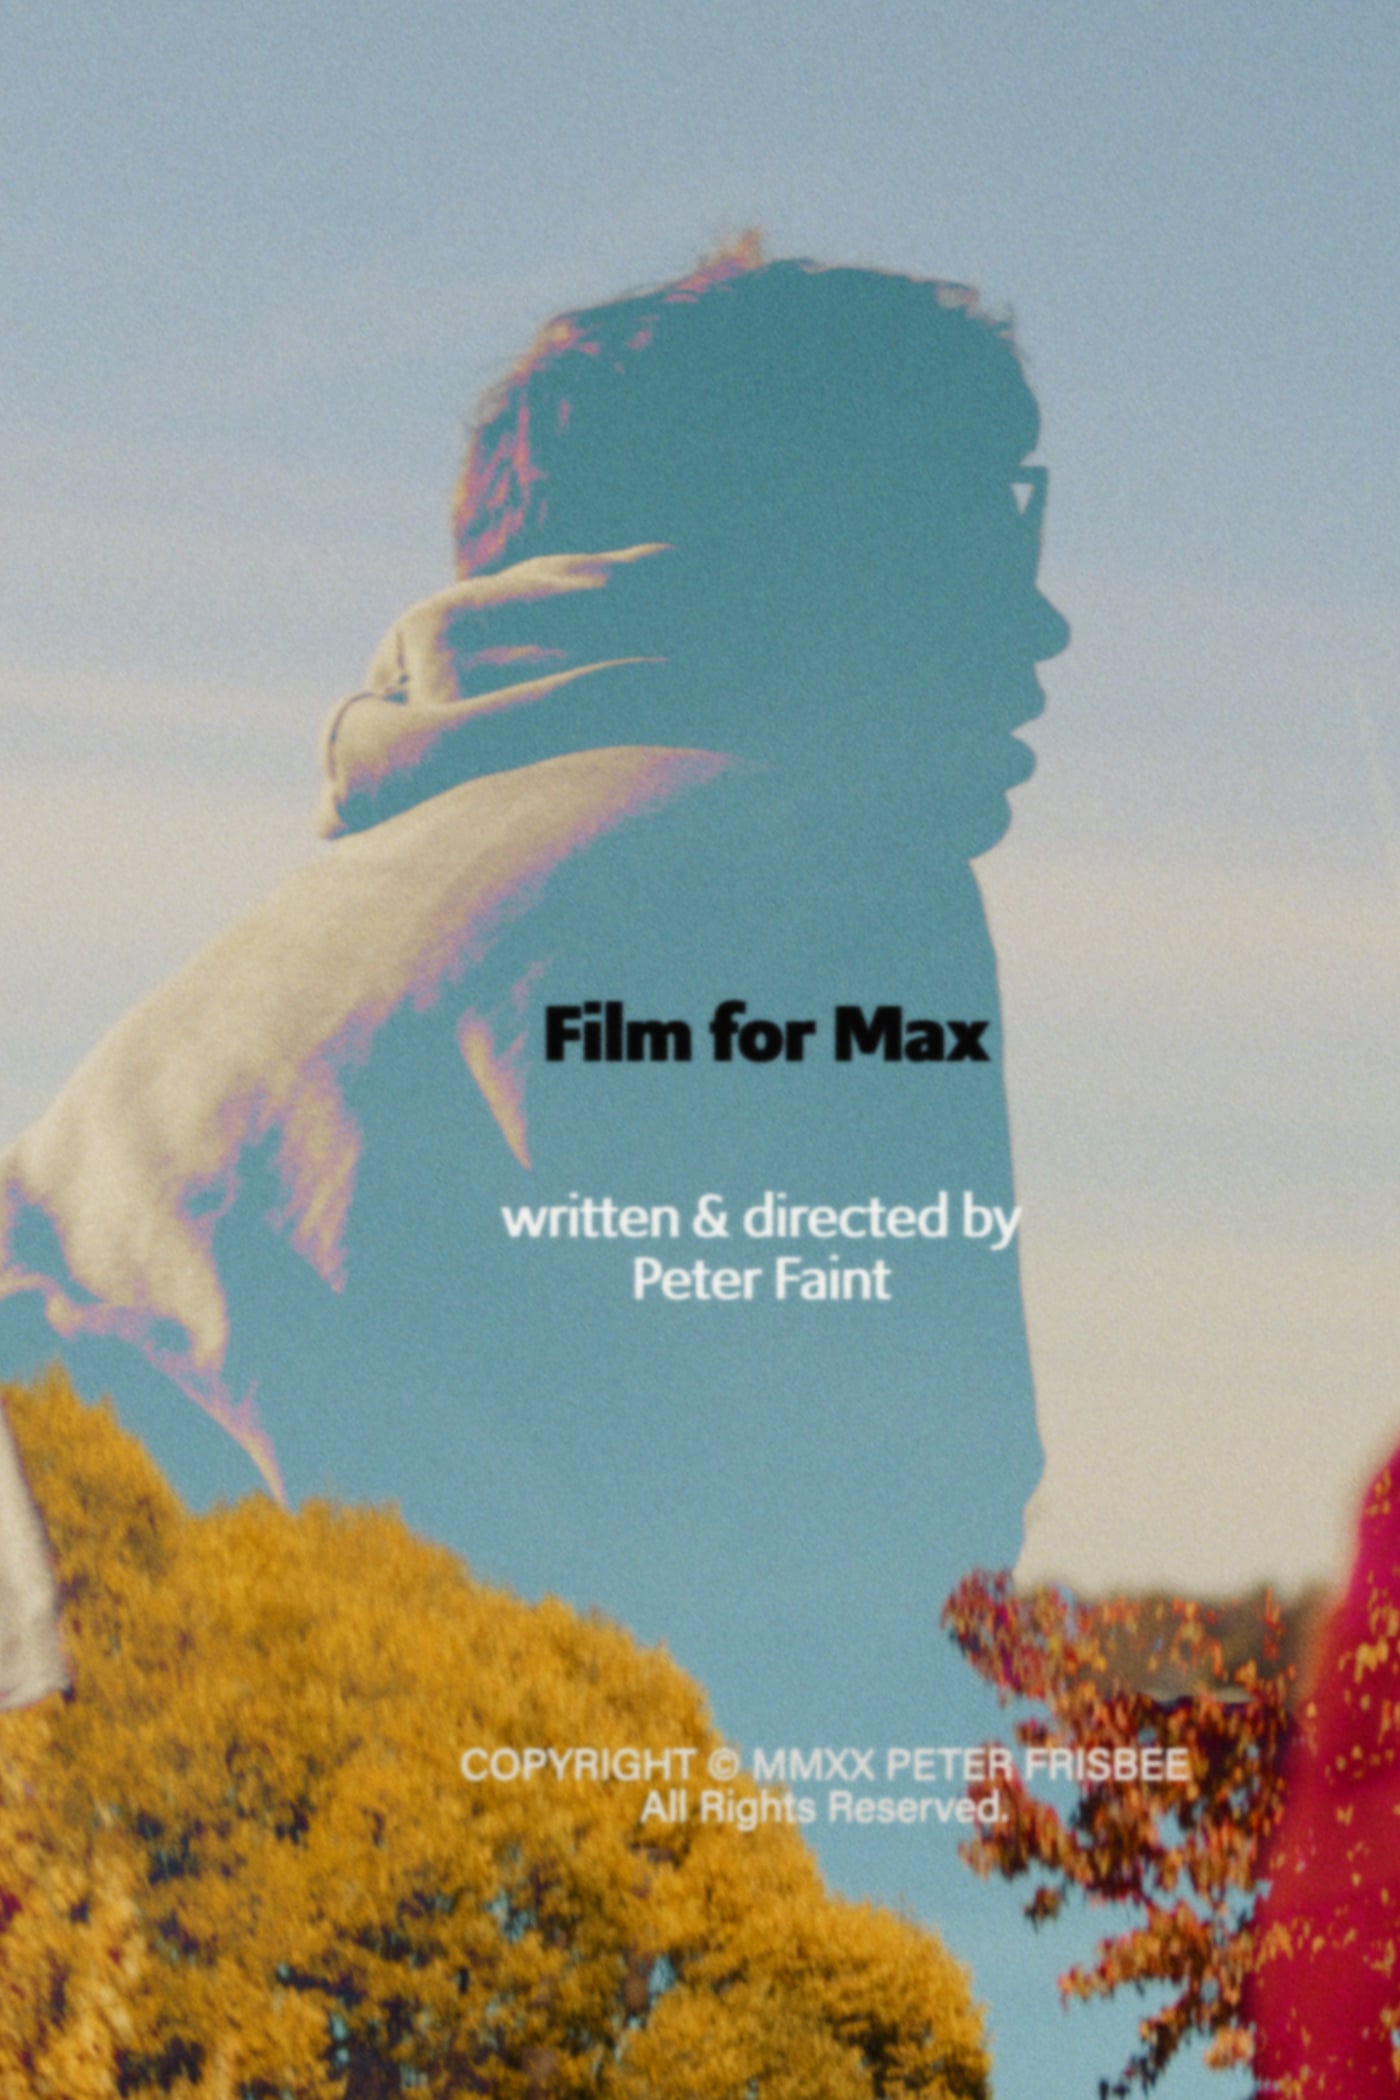 Film for Max
written & directed by
Peter Faint
COPYRIGHT © MMXX PETER FRISBEE
All Rights Reserved.